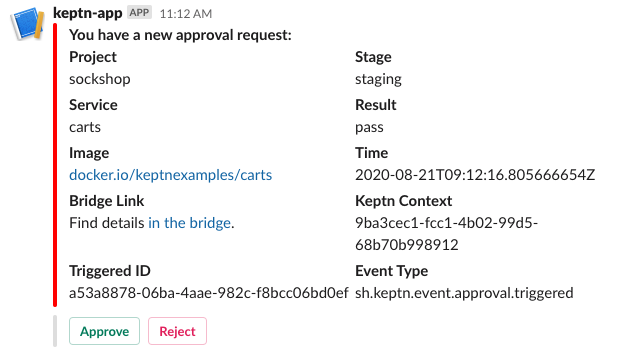 keptn-app APP 11:12 AM
You have a new approval request:
Project
sockshop
Stage
staging
Service
carts
Result
pass
Image
docker.io/keptnexamples/carts
Time
2020-08-21T09:12:16.805666654Z
Bridge Link
Find details in the bridge.
Keptn Context
9ba3cec1-fcc1-4b02-99d5-
68b70b998912
Triggered ID
a53a8878-06ba-4aae-982c-f8bcc06bd0ef
Event Type
sh.keptn.event.approval.triggered
Approve Reject